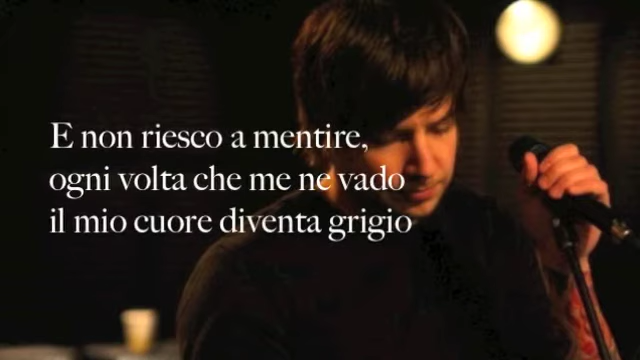 E non riesco a mentire,
ogni volta che me ne vado
il mio cuore diventa grigio